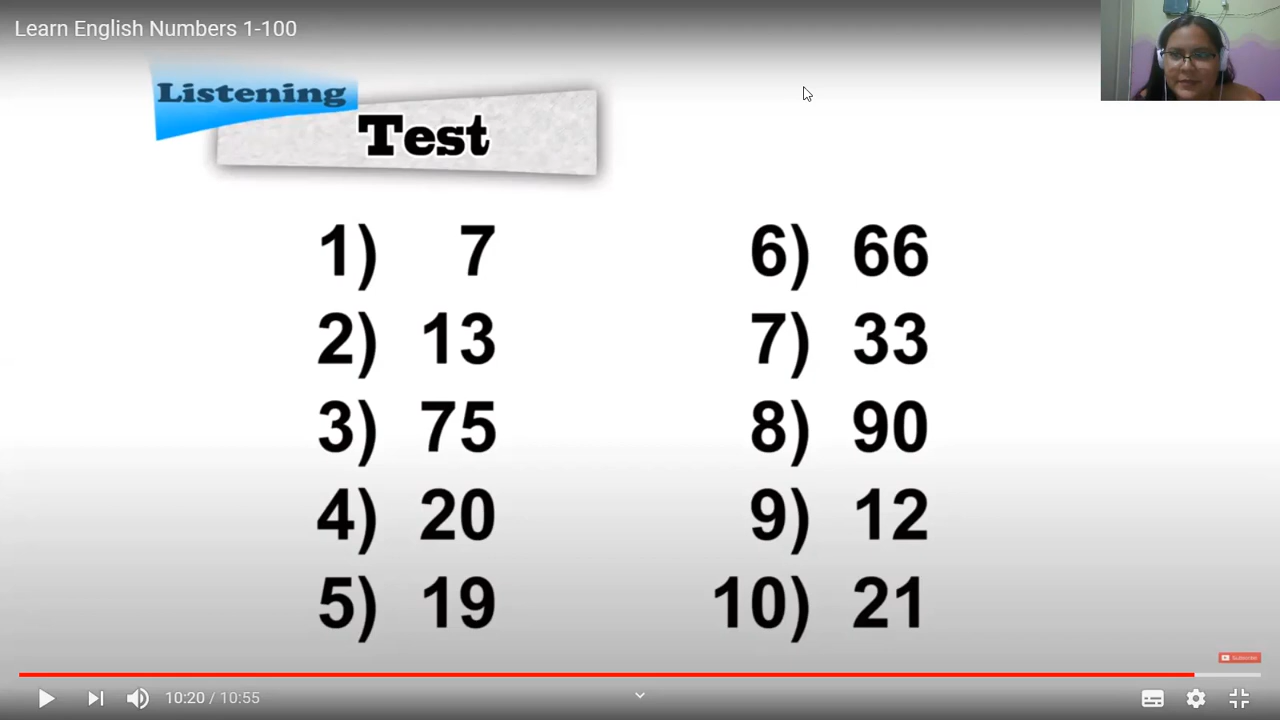 Learn English Numbers 1-100
Listening
Test
1) 7
2) 13
3) 75
4) 20
5) 19
6) 66
7) 33
8) 90
9) 12
10) 21
Subscribe
10:20 / 10:55